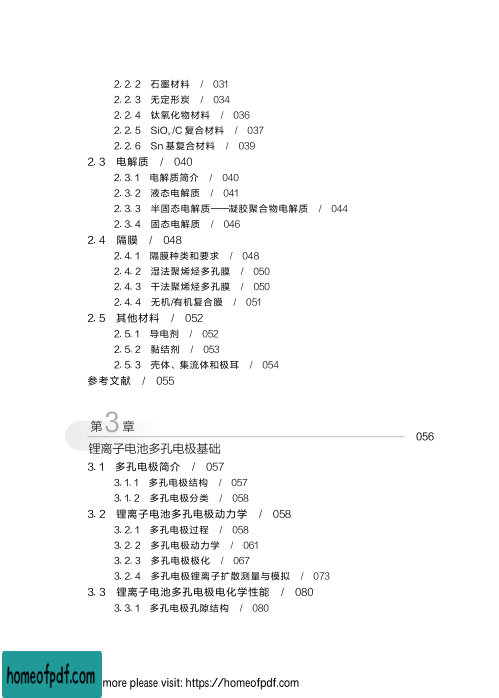 2.2.2 石墨材料 / 031
2.2.3 无定形炭 / 034
2.2.4 钛氧化物材料 / 036
2.2.5 SiOₓ/C 复合材料 / 037
2.2.6 Sn 基复合材料 / 039
2.3 电解质 / 040
2.3.1 电解质简介 / 040
2.3.2 液态电解质 / 041
2.3.3 半固态电解质——凝胶聚合物电解质 / 044
2.3.4 固态电解质 / 046
2.4 隔膜 / 048
2.4.1 隔膜种类和要求 / 048
2.4.2 湿法聚烯烃多孔膜 / 050
2.4.3 干法聚烯烃多孔膜 / 050
2.4.4 无机/有机复合膜 / 051
2.5 其他材料 / 052
2.5.1 导电剂 / 052
2.5.2 黏结剂 / 053
2.5.3 壳体、集流体和极耳 / 054
参考文献 / 055
第3章
056
锂离子电池多孔电极基础
3.1 多孔电极简介 / 057
3.1.1 多孔电极结构 / 057
3.1.2 多孔电极分类 / 058
3.2 锂离子电池多孔电极动力学 / 058
3.2.1 多孔电极过程 / 058
3.2.2 多孔电极动力学 / 061
3.2.3 多孔电极极化 / 067
3.2.4 多孔电极锂离子扩散测量与模拟 / 073
3.3 锂离子电池多孔电极电化学性能 / 080
3.3.1 多孔电极孔隙结构 / 080
homeofpdf.com
more please visit: https://homeofpdf.com